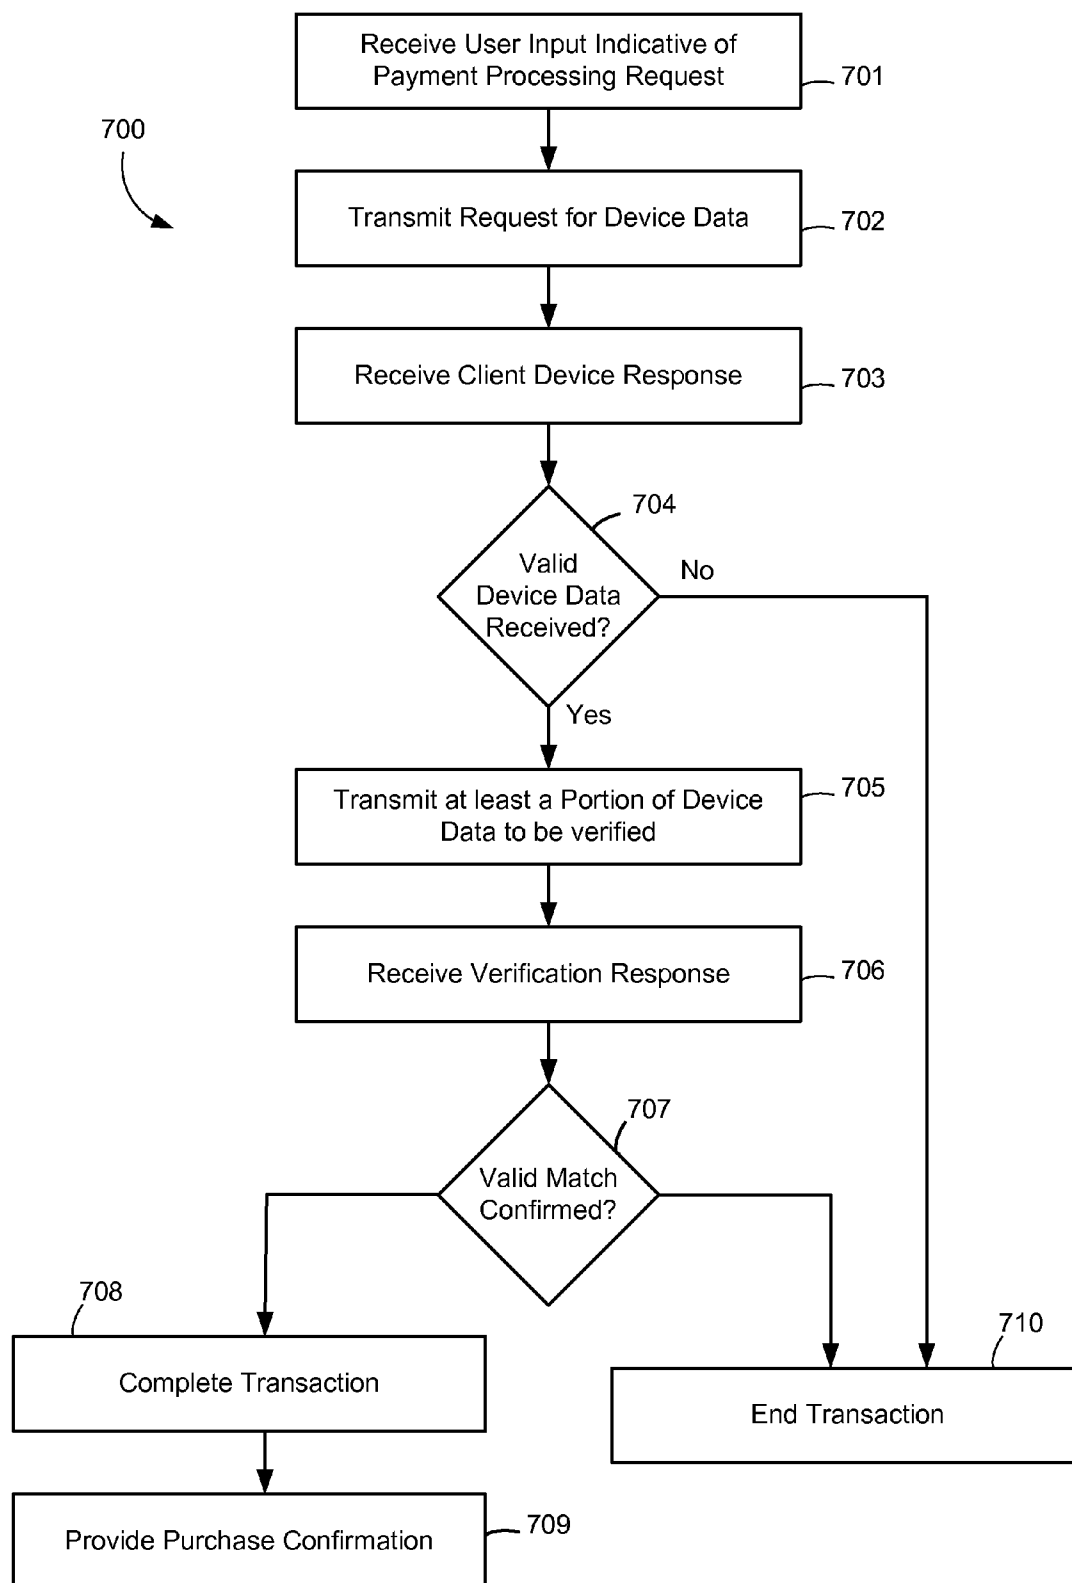 Receive User Input Indicative of
Payment Processing Request
701
700
Transmit Request for Device Data
702
Receive Client Device Response
703
704
Valid
Device Data
Received?
No
Yes
Transmit at least a Portion of Device
Data to be verified
705
Receive Verification Response
706
707
Valid Match
Confirmed?
708
Complete Transaction
710
End Transaction
Provide Purchase Confirmation
709